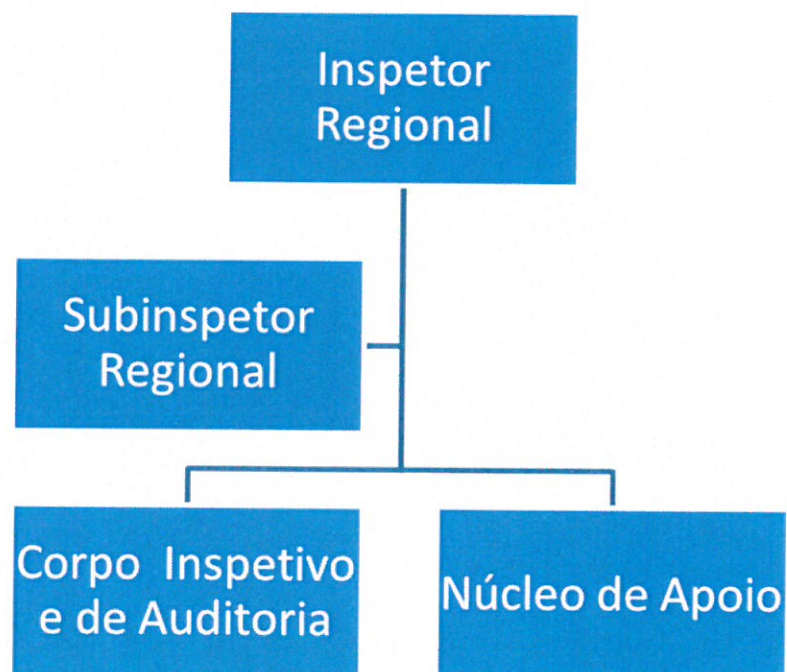 Inspetor
Regional
Subinspetor
Regional
Corpo Inspetivo
e de Auditoria
Núcleo de Apoio